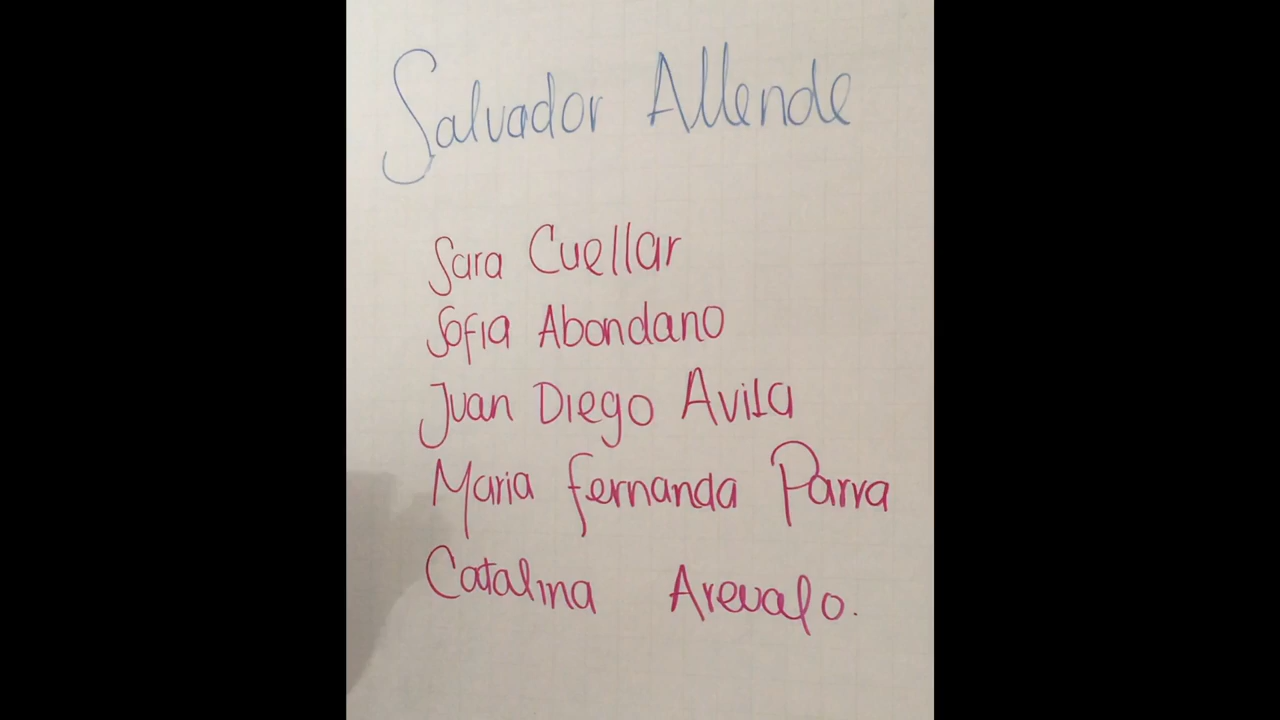 Salvador Allende
Sara Cuellar
Sofia Abondano
Juan Diego Avila
Maria Fernanda Parra
Catalina Arevalo.